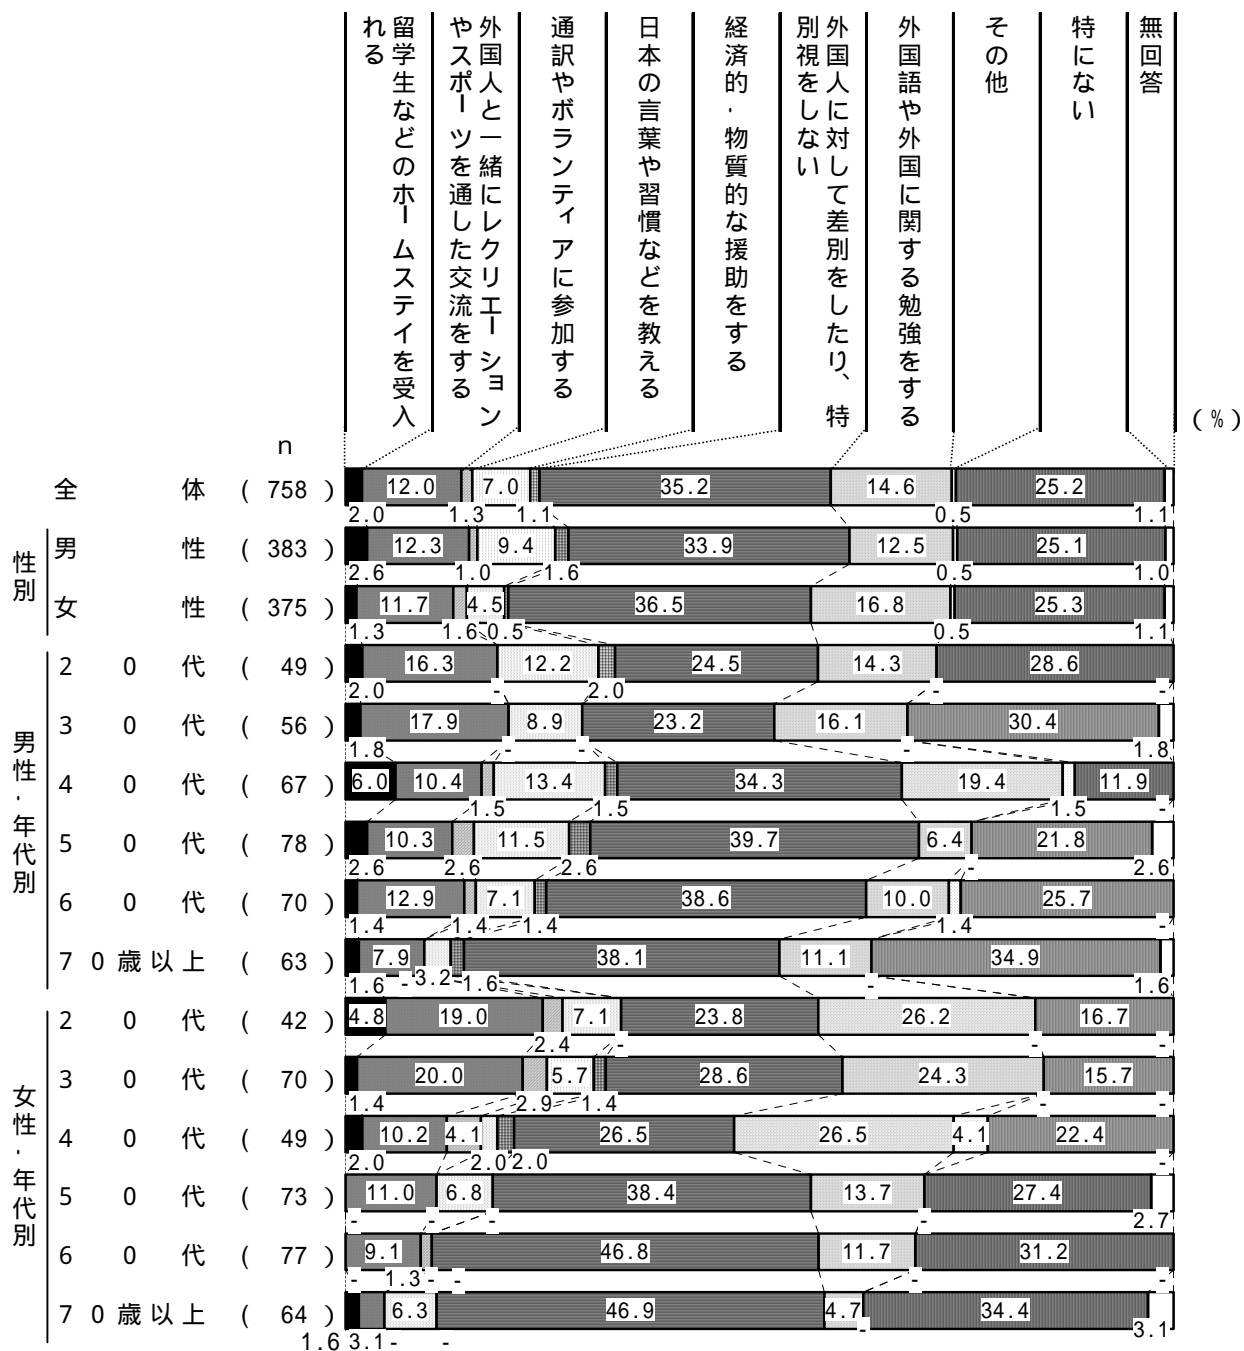 留学生などのホームステイを受入
れる
外国人と一緒にレクリエーション
やスポーツを通した交流をする
通訳やボランティアに参加する
日本の言葉や習慣などを教える
経済的・物質的な援助をする
外国人に対して差別をしたり、特
別視をしない
外国語や外国に関する勉強をする
その他
特にない
無回答
(%)
n
全体 (758) 12.0 7.0 35.2 14.6 25.2
2.0 1.3 1.1 0.5 1.1
性別
男性 (383) 12.3 9.4 33.9 12.5 25.1
2.6 1.0 1.6 0.5 1.0
女性 (375) 11.7 4.5 36.5 16.8 25.3
1.3 1.6 0.5 0.5 1.1
男性・年代別
20代 (49) 16.3 12.2 24.5 14.3 28.6
2.0 - 2.0 - -
30代 (56) 17.9 8.9 23.2 16.1 30.4
1.8 - - - 1.8
40代 (67) 6.0 10.4 13.4 34.3 19.4 11.9
1.5 1.5 1.5 -
50代 (78) 10.3 11.5 39.7 6.4 21.8
2.6 2.6 2.6 - 2.6
60代 (70) 12.9 7.1 38.6 10.0 25.7
1.4 1.4 1.4 1.4 -
70歳以上 (63) 7.9 38.1 11.1 34.9
1.6 - 3.2 1.6 - 1.6
女性・年代別
20代 (42) 4.8 19.0 7.1 23.8 26.2 16.7
2.4 - - -
30代 (70) 20.0 5.7 28.6 24.3 15.7
1.4 2.9 1.4 - -
40代 (49) 10.2 4.1 26.5 26.5 4.1 22.4
2.0 2.0 2.0 -
50代 (73) 11.0 6.8 38.4 13.7 27.4
- - - - 2.7
60代 (77) 9.1 46.8 11.7 31.2
- 1.3 - - - -
70歳以上 (64) 6.3 46.9 4.7 34.4
1.6 3.1 - - - 3.1